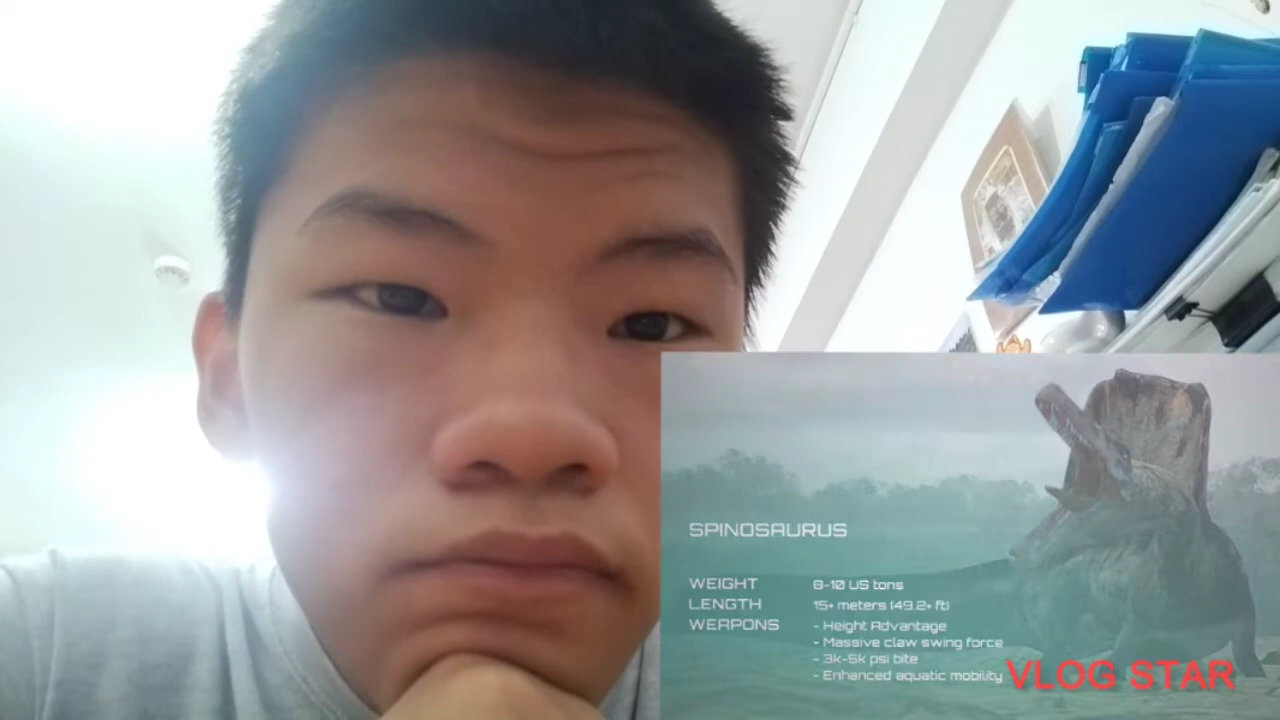 SPINOSAURUS
WEIGHT 8-10 US tons
LENGTH 15+ meters (49.2+ ft)
WEAPONS - Height Advantage
- Massive claw swing force
- 3k-5k psi bite
- Enhanced aquatic mobility
VLOG STAR